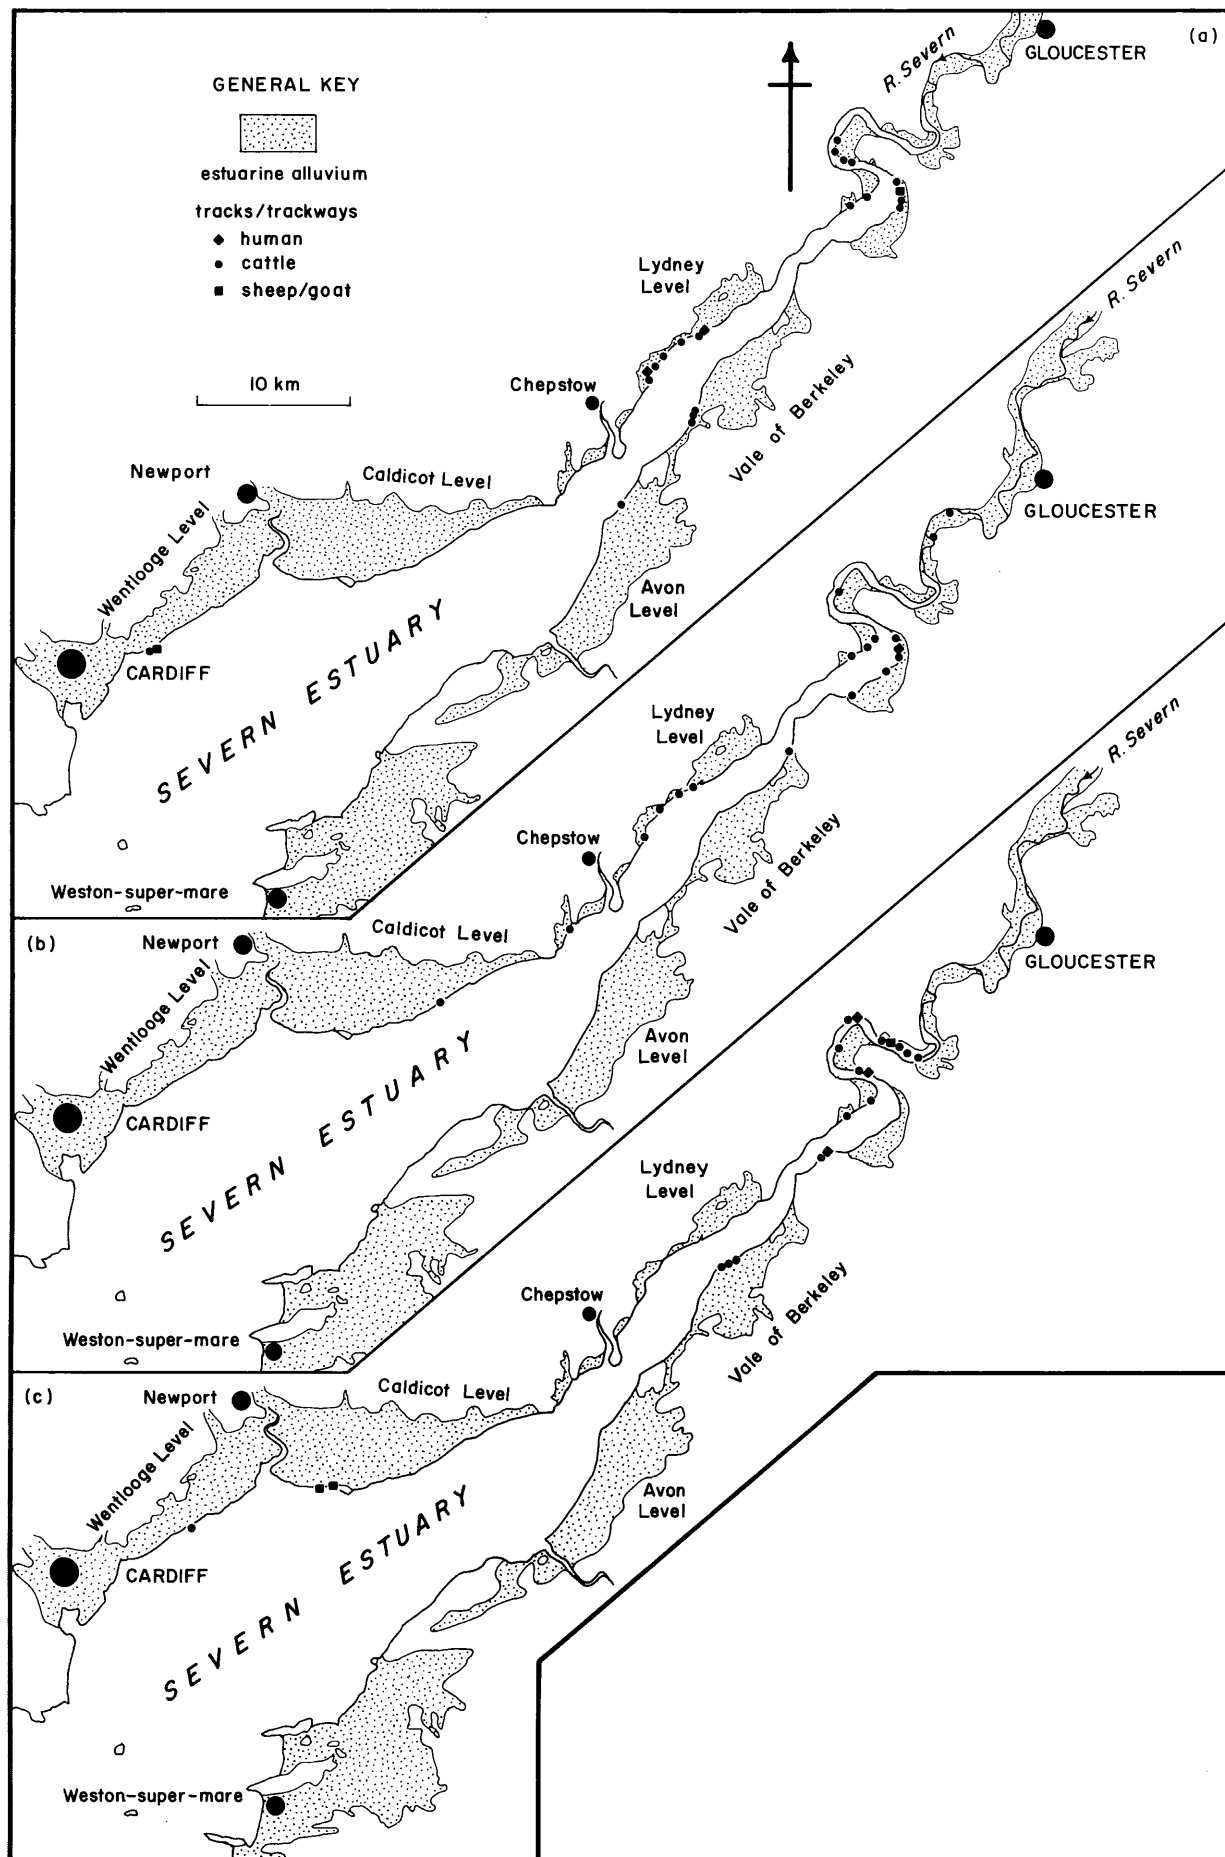 (a)
GLOUCESTER
R. Severn
GENERAL KEY
estuarine alluvium
tracks/trackways
human
cattle
sheep/goat
10 km
Lydney
Level
Chepstow
Vale of Berkeley
Newport
Caldicot Level
Wentlooge Level
Avon
Level
CARDIFF
SEVERN ESTUARY
Weston-super-mare
(b)
R. Severn
GLOUCESTER
Lydney
Level
Chepstow
Vale of Berkeley
Newport
Caldicot Level
Wentlooge Level
Avon
Level
CARDIFF
SEVERN ESTUARY
Weston-super-mare
(c)
R. Severn
GLOUCESTER
Lydney
Level
Chepstow
Vale of Berkeley
Newport
Caldicot Level
Wentlooge Level
Avon
Level
CARDIFF
SEVERN ESTUARY
Weston-super-mare